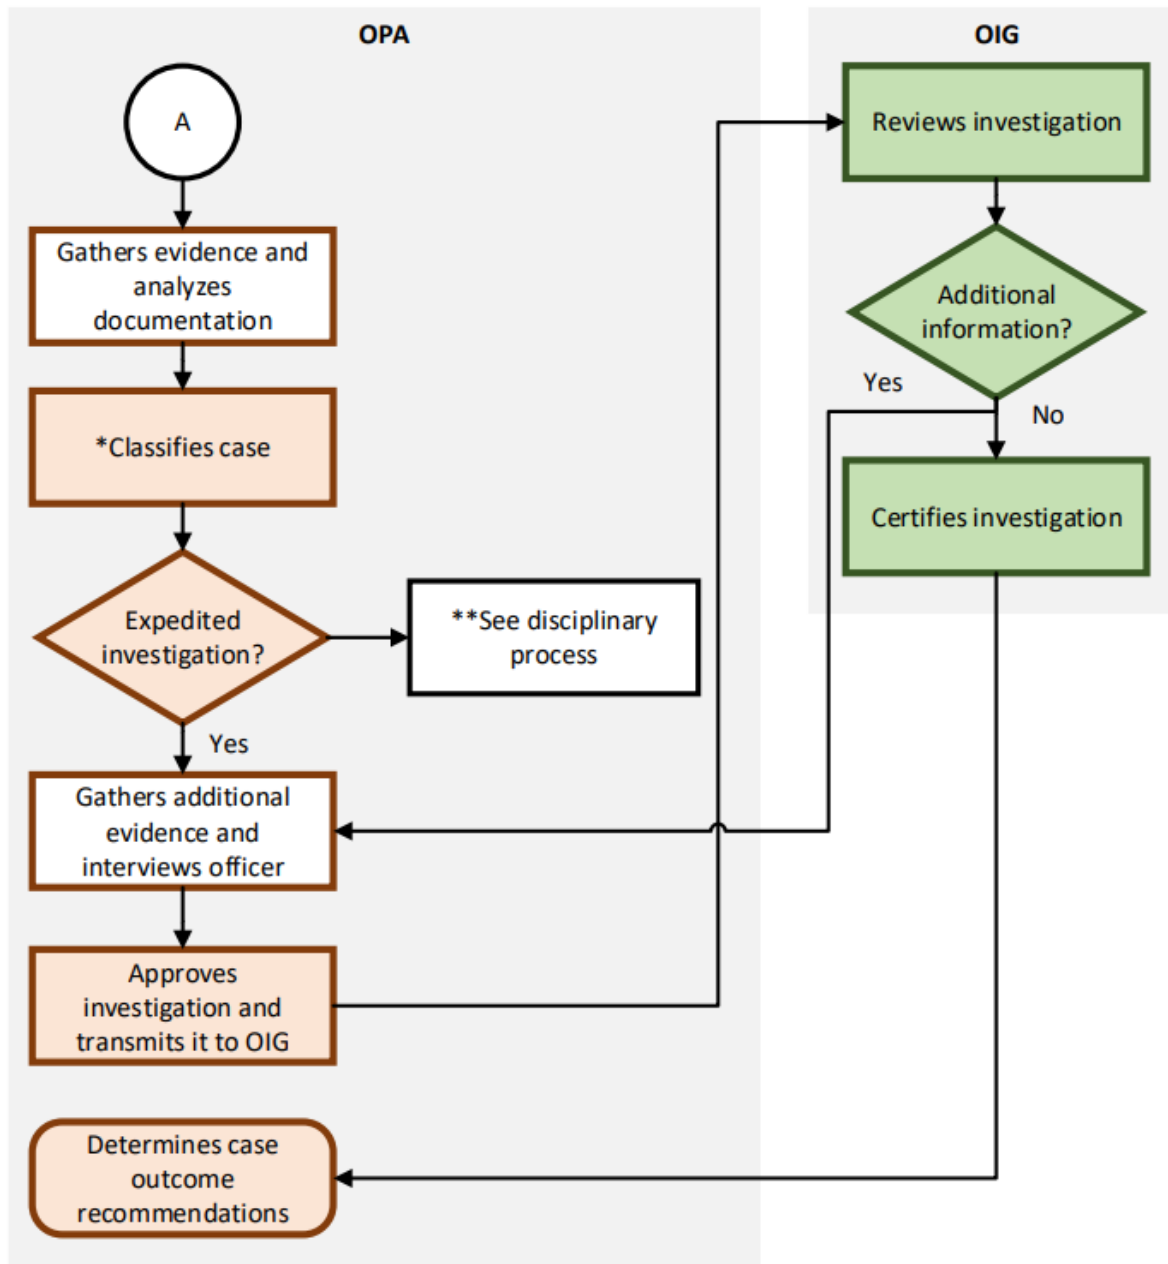 OPA
A
Gathers evidence and
analyzes
documentation
*Classifies case
Expedited
investigation?
**See disciplinary
process
Yes
Gathers additional
evidence and
interviews officer
Approves
investigation and
transmits it to OIG
Determines case
outcome
recommendations
OIG
Reviews investigation
Additional
information?
Yes
No
Certifies investigation